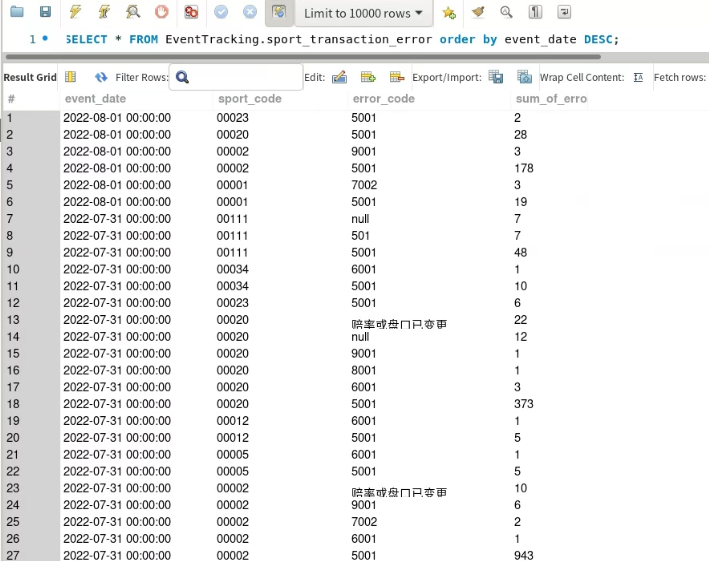 Limit to 10000 rows
1 SELECT * FROM EventTracking.sport_transaction_error order by event_date DESC;
Result Grid Filter Rows: Edit: Export/Import: Wrap Cell Content: Fetch rows:
# event_date sport_code error_code sum_of_erro
1 2022-08-01 00:00:00 00023 5001 2
2 2022-08-01 00:00:00 00020 5001 28
3 2022-08-01 00:00:00 00002 9001 3
4 2022-08-01 00:00:00 00002 5001 178
5 2022-08-01 00:00:00 00001 7002 3
6 2022-08-01 00:00:00 00001 5001 19
7 2022-07-31 00:00:00 00111 null 7
8 2022-07-31 00:00:00 00111 501 7
9 2022-07-31 00:00:00 00111 5001 48
10 2022-07-31 00:00:00 00034 6001 1
11 2022-07-31 00:00:00 00034 5001 10
12 2022-07-31 00:00:00 00023 5001 6
13 2022-07-31 00:00:00 00020 赔率或盘口已变更 22
14 2022-07-31 00:00:00 00020 null 12
15 2022-07-31 00:00:00 00020 9001 1
16 2022-07-31 00:00:00 00020 8001 1
17 2022-07-31 00:00:00 00020 6001 3
18 2022-07-31 00:00:00 00020 5001 373
19 2022-07-31 00:00:00 00012 6001 1
20 2022-07-31 00:00:00 00012 5001 5
21 2022-07-31 00:00:00 00005 6001 1
22 2022-07-31 00:00:00 00005 5001 5
23 2022-07-31 00:00:00 00002 赔率或盘口已变更 10
24 2022-07-31 00:00:00 00002 9001 6
25 2022-07-31 00:00:00 00002 7002 2
26 2022-07-31 00:00:00 00002 6001 1
27 2022-07-31 00:00:00 00002 5001 943